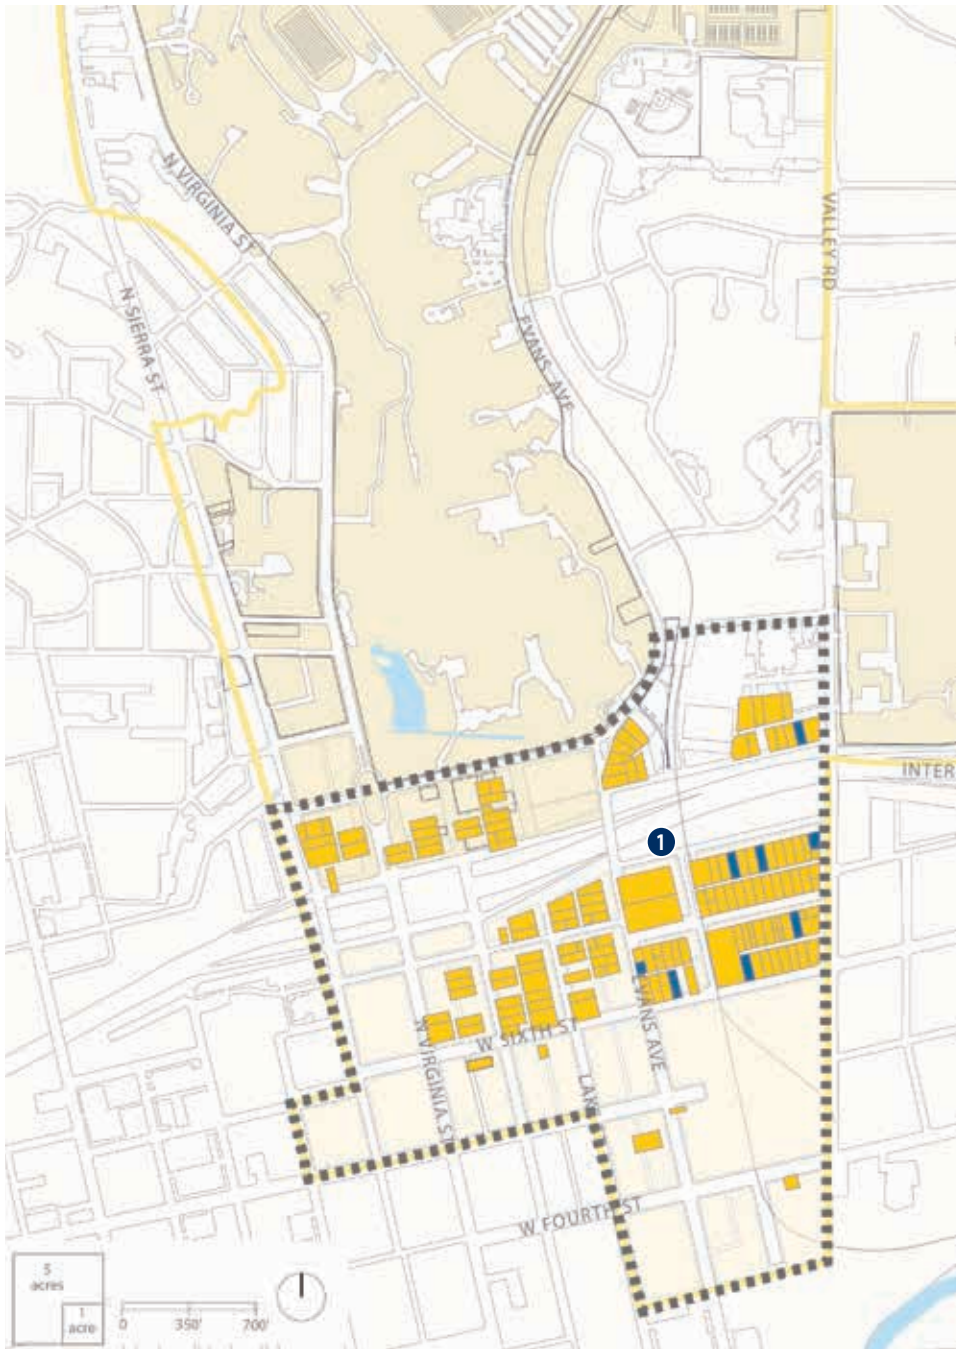 N VIRGINIA ST
VALLEY RD
N SIERRA ST
EVANS AVE
INTER
1
EVANS AVE
N VIRGINIA ST
W SIXTH ST
LAKE
W FOURTH ST
5
acres
1
acre
0 350' 700'